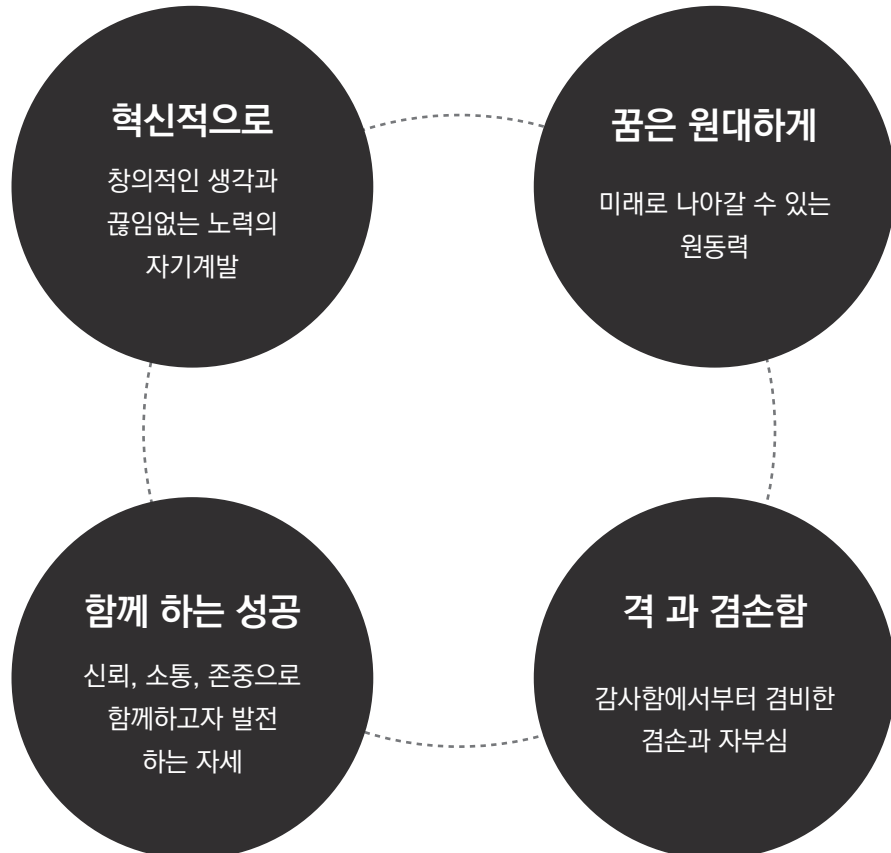 혁신적으로
창의적인 생각과
끊임없는 노력의
자기계발
꿈은 원대하게
미래로 나아갈 수 있는
원동력
함께 하는 성공
신뢰, 소통, 존중으로
함께하고자 발전
하는 자세
격 과 겸손함
감사함에서부터 겸비한
겸손과 자부심